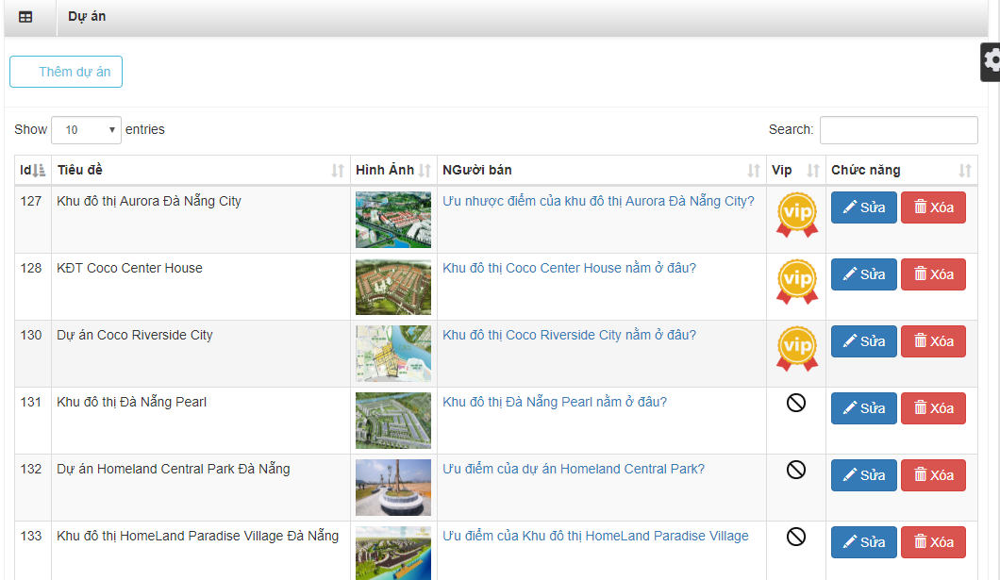 Dự án
Thêm dự án
Show 10 entries Search:
Id Tiêu đề Hình Ảnh NGười bán Vip Chức năng
127 Khu đô thị Aurora Đà Nẵng City Ưu nhược điểm của khu đô thị Aurora Đà Nẵng City? vip Sửa Xóa
128 KĐT Coco Center House Khu đô thị Coco Center House nằm ở đâu? vip Sửa Xóa
130 Dự án Coco Riverside City Khu đô thị Coco Riverside City nằm ở đâu? vip Sửa Xóa
131 Khu đô thị Đà Nẵng Pearl Khu đô thị Đà Nẵng Pearl nằm ở đâu? Sửa Xóa
132 Dự án Homeland Central Park Đà Nẵng Ưu điểm của dự án Homeland Central Park? Sửa Xóa
133 Khu đô thị HomeLand Paradise Village Đà Nẵng Ưu điểm của Khu đô thị HomeLand Paradise Village Sửa Xóa